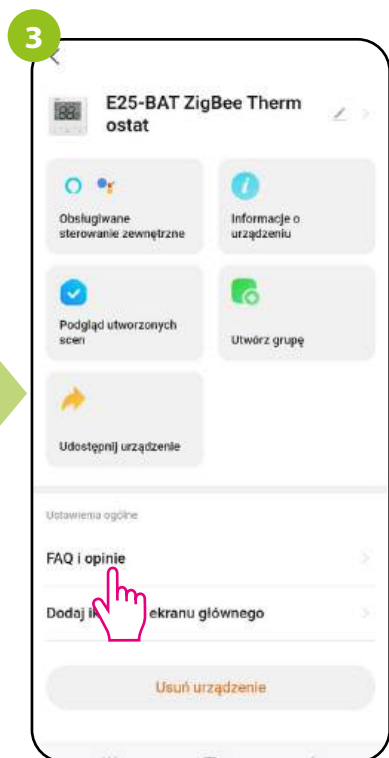 3
E25-BAT ZigBee Therm
ostat
Obsługiwane
sterowanie zewnętrzne
Informacje o
urządzeniu
Podgląd utworzonych
scen
Utwórz grupę
Udostępnij urządzenie
Ustawienia ogólne
FAQ i opinie
Dodaj ekranu głównego
Usuń urządzenie